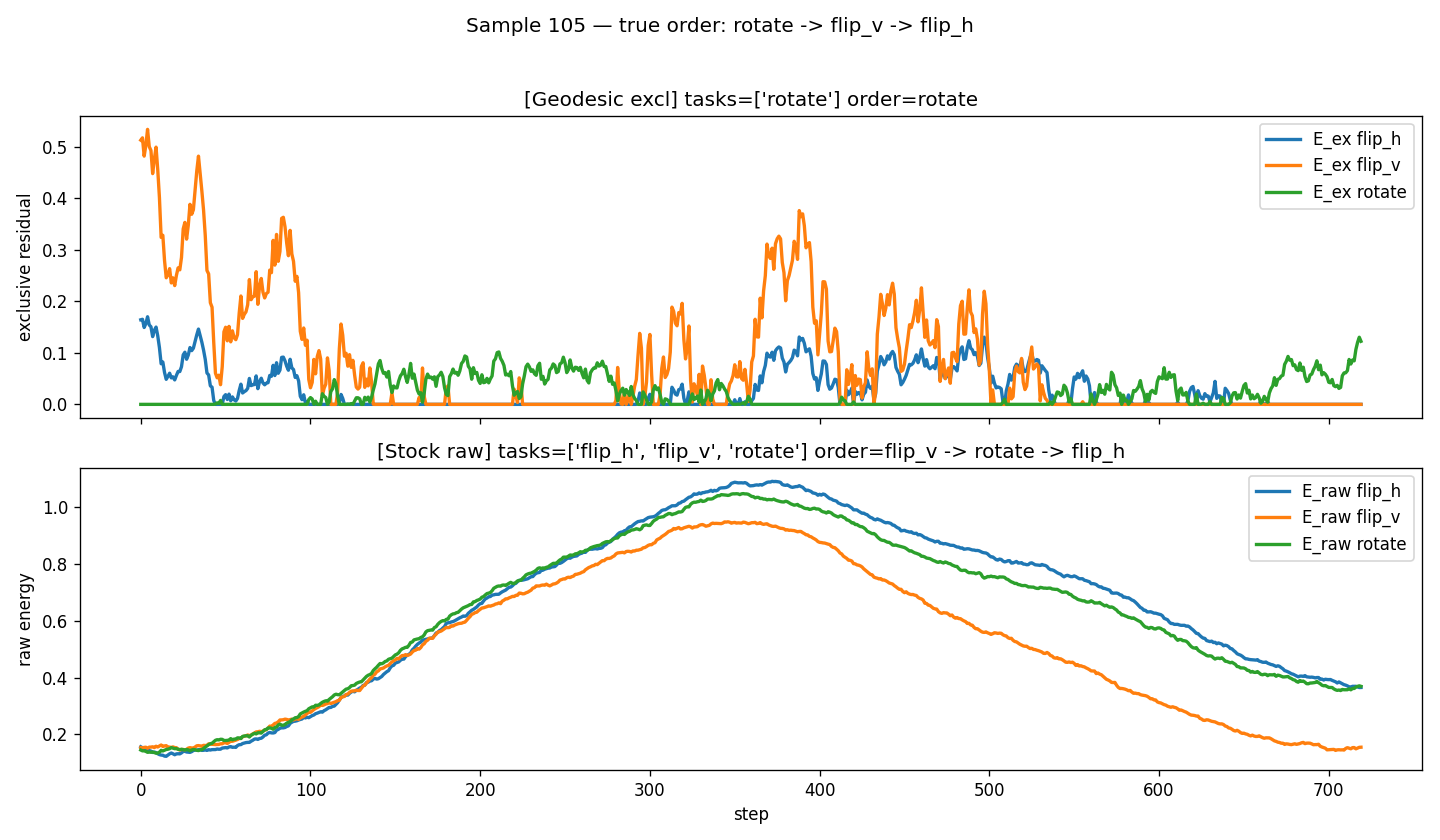 Sample 105 — true order: rotate -> flip_v -> flip_h
[Geodesic excl] tasks=['rotate'] order=rotate
exclusive residual
0.5
0.4
0.3
0.2
0.1
0.0
E_ex flip_h
E_ex flip_v
E_ex rotate
[Stock raw] tasks=['flip_h', 'flip_v', 'rotate'] order=flip_v -> rotate -> flip_h
raw energy
1.0
0.8
0.6
0.4
0.2
E_raw flip_h
E_raw flip_v
E_raw rotate
0 100 200 300 400 500 600 700
step